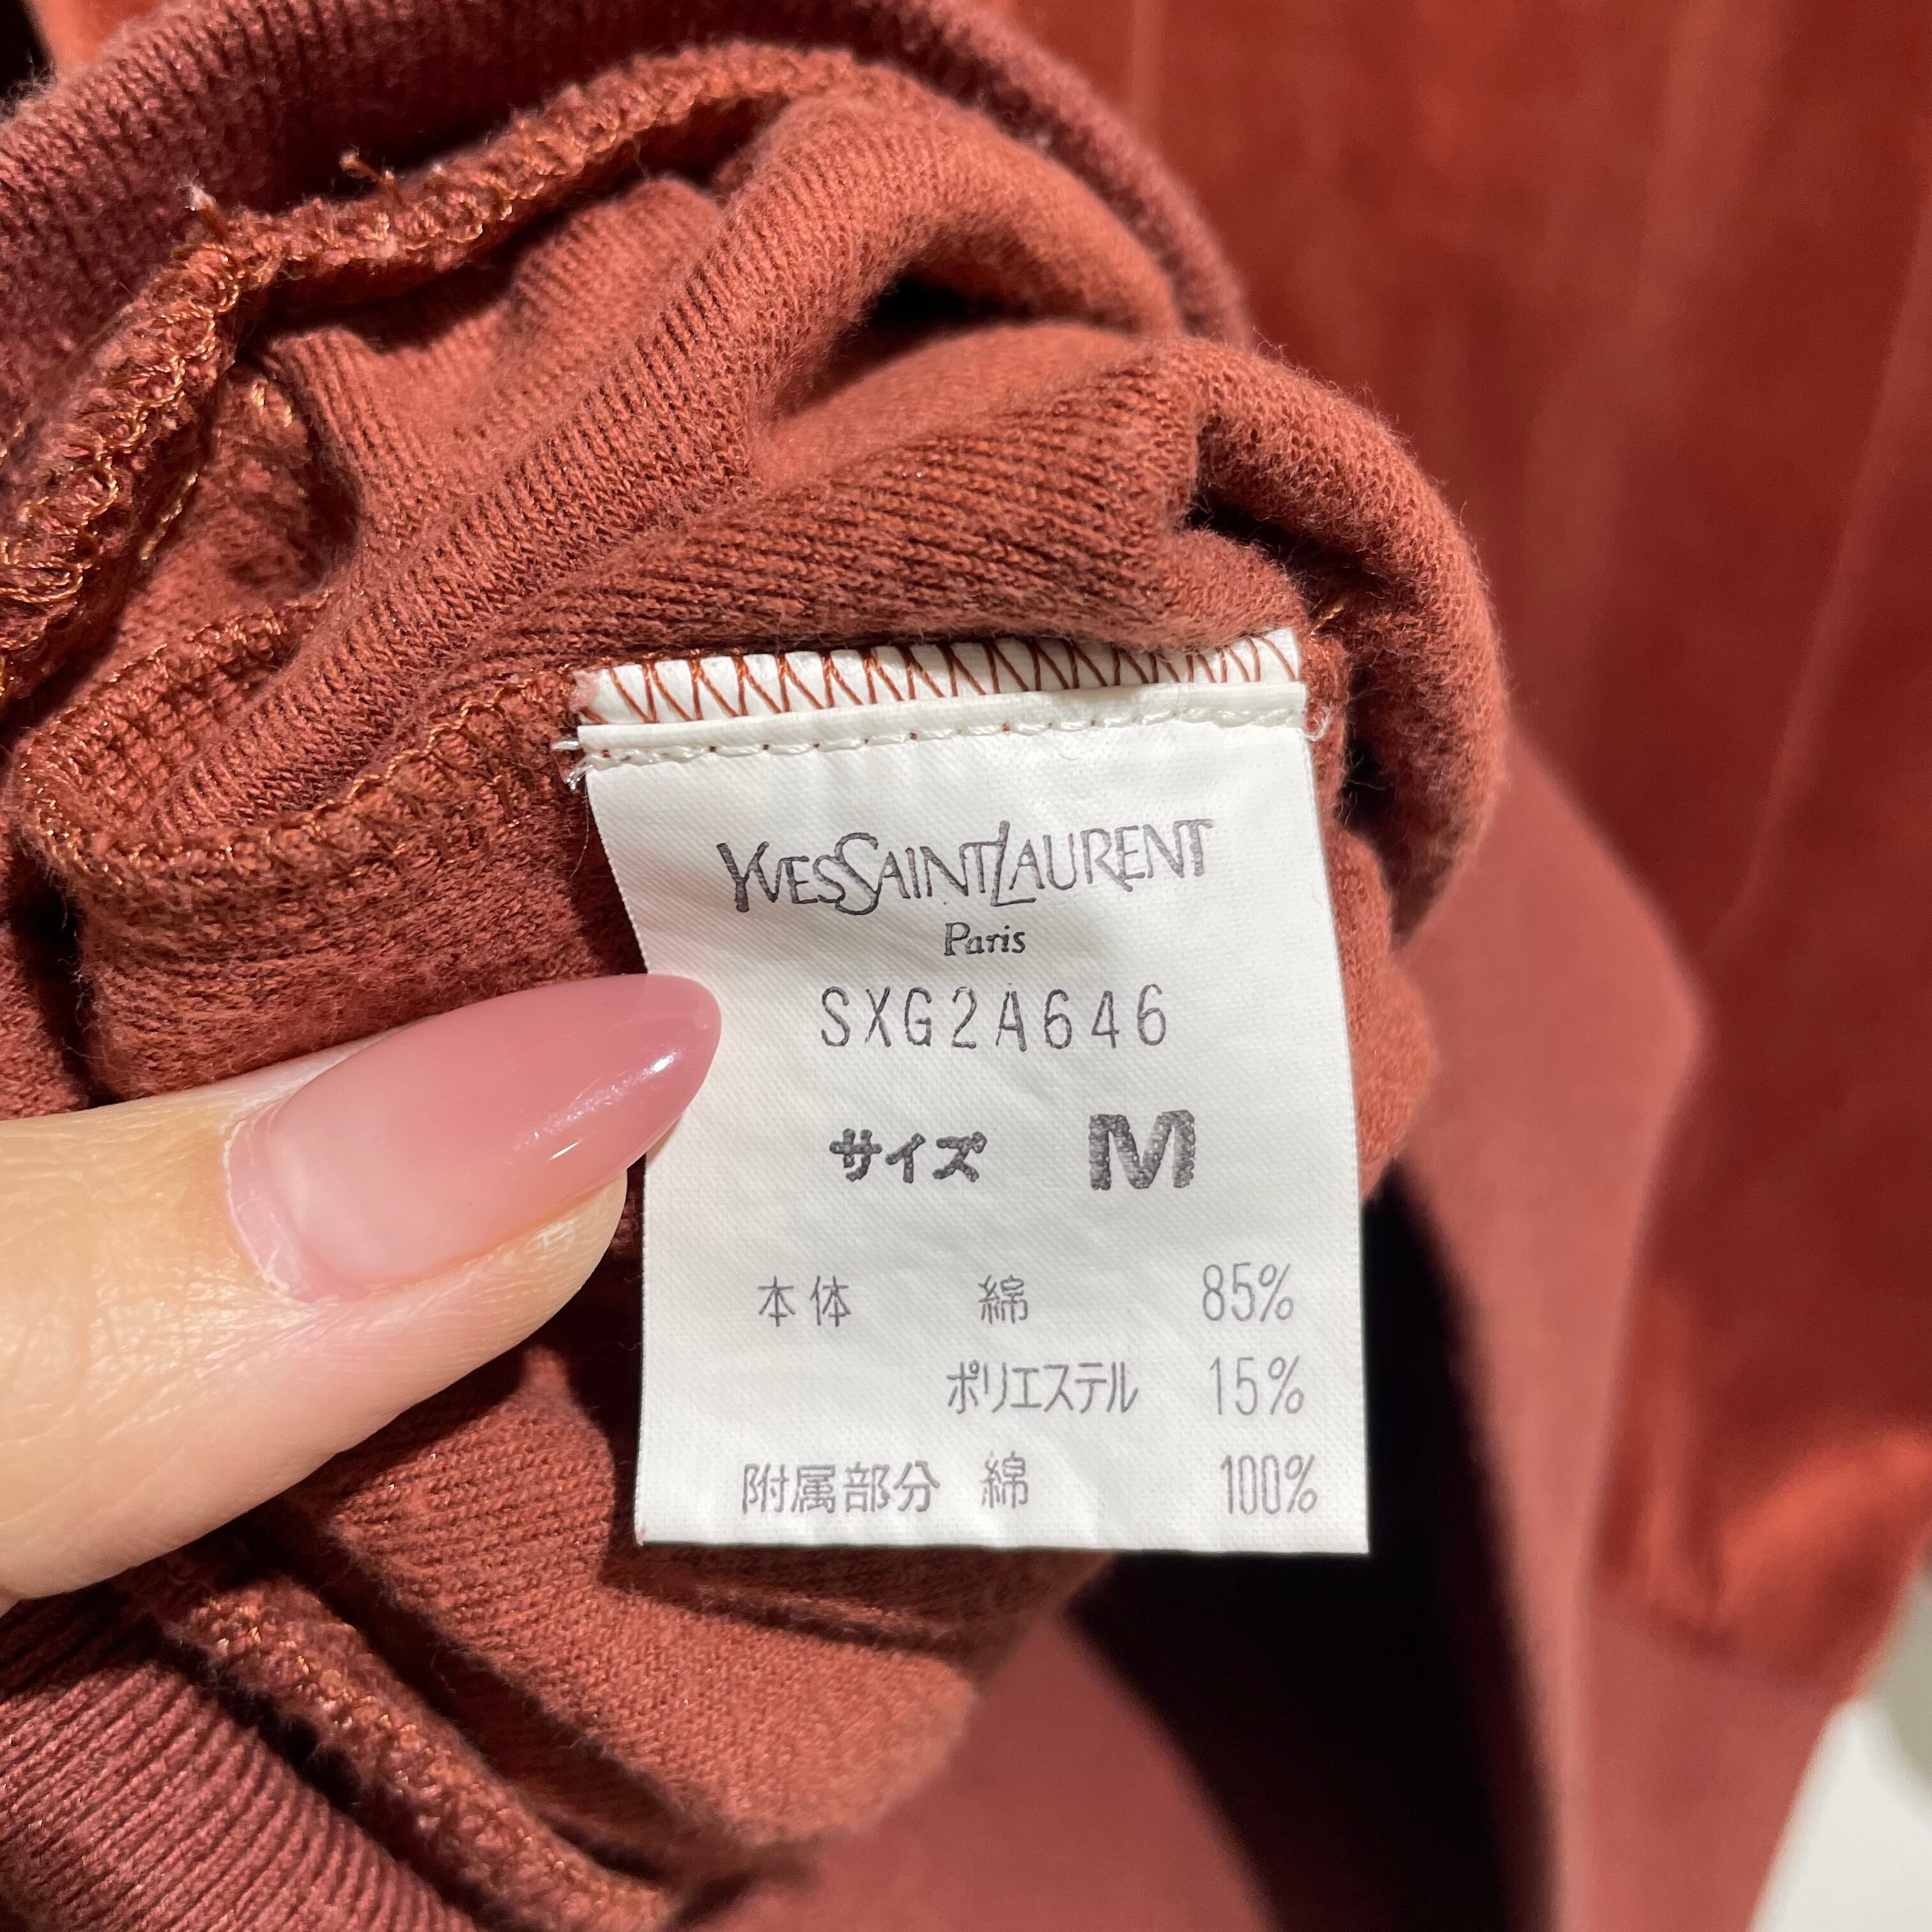 YVES SAINT LAURENT
Paris
SXG2A646
サイズ M
本体 綿 85%
ポリエステル 15%
附属部分 綿 100%